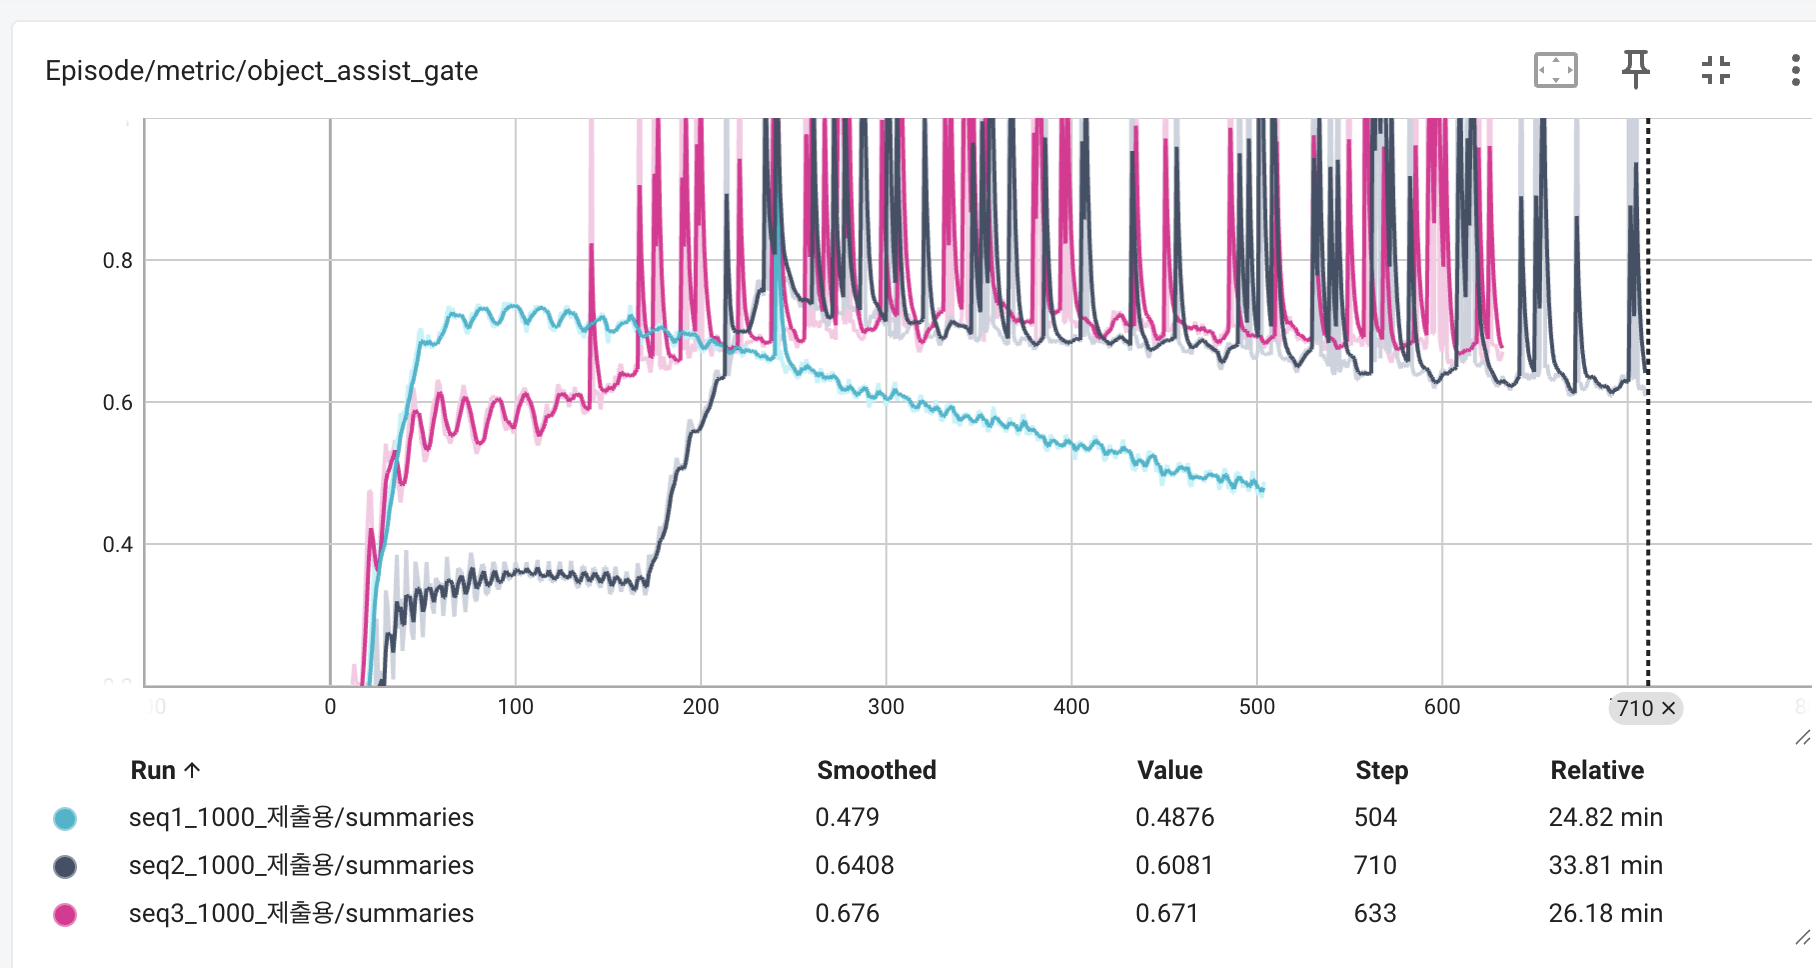 Episode/metric/object_assist_gate
0.8
0.6
0.4
0 100 200 300 400 500 600 710 ×
Run ↑ Smoothed Value Step Relative
seq1_1000_제출용/summaries 0.479 0.4876 504 24.82 min
seq2_1000_제출용/summaries 0.6408 0.6081 710 33.81 min
seq3_1000_제출용/summaries 0.676 0.671 633 26.18 min